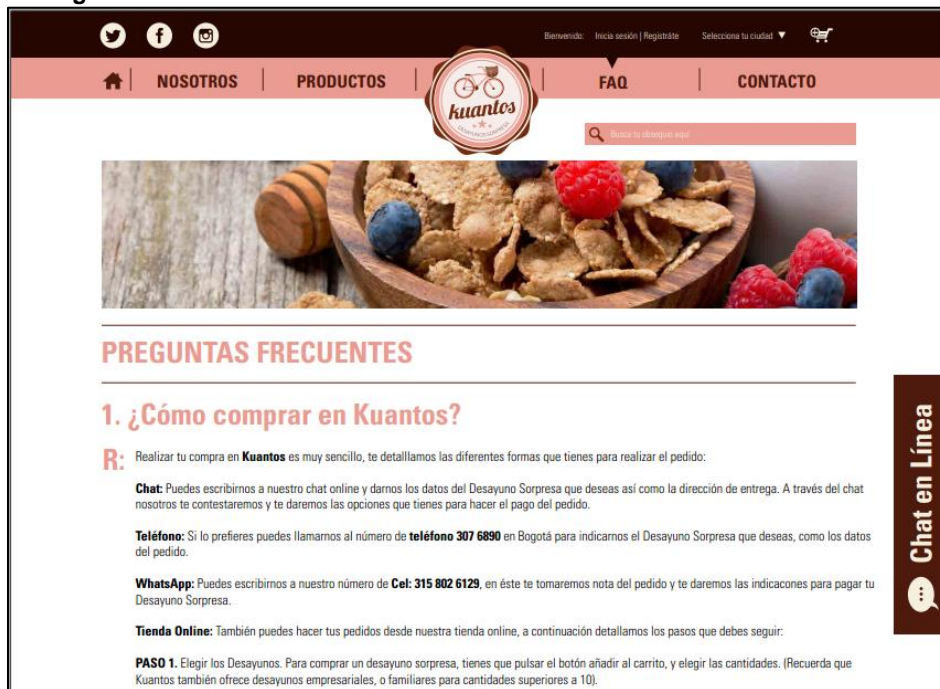 Bienvenido: Inicia sesión | Registráte Selecciona tu ciudad ▼
NOSOTROS | PRODUCTOS | FAQ | CONTACTO
kuantos
DESAYUNOS SORPRESA
Busca tu obsequio aquí
PREGUNTAS FRECUENTES
1. ¿Cómo comprar en Kuantos?
R: Realizar tu compra en Kuantos es muy sencillo, te detalllamos las diferentes formas que tienes para realizar el pedido:
Chat: Puedes escribirnos a nuestro chat online y darnos los datos del Desayuno Sorpresa que deseas así como la dirección de entrega. A través del chat
nosotros te contestaremos y te daremos las opciones que tienes para hacer el pago del pedido.
Teléfono: Si lo prefieres puedes llamarnos al número de teléfono 307 6890 en Bogotá para indicarnos el Desayuno Sorpresa que deseas, como los datos
del pedido.
WhatsApp: Puedes escribirnos a nuestro número de Cel: 315 802 6129, en éste te tomaremos nota del pedido y te daremos las indicacones para pagar tu
Desayuno Sorpresa.
Tienda Online: También puedes hacer tus pedidos desde nuestra tienda online, a continuación detallamos los pasos que debes seguir:
PASO 1. Elegir los Desayunos. Para comprar un desayuno sorpresa, tienes que pulsar el botón añadir al carrito, y elegir las cantidades. (Recuerda que
Kuantos también ofrece desayunos empresariales, o familiares para cantidades superiores a 10).
Chat en Línea